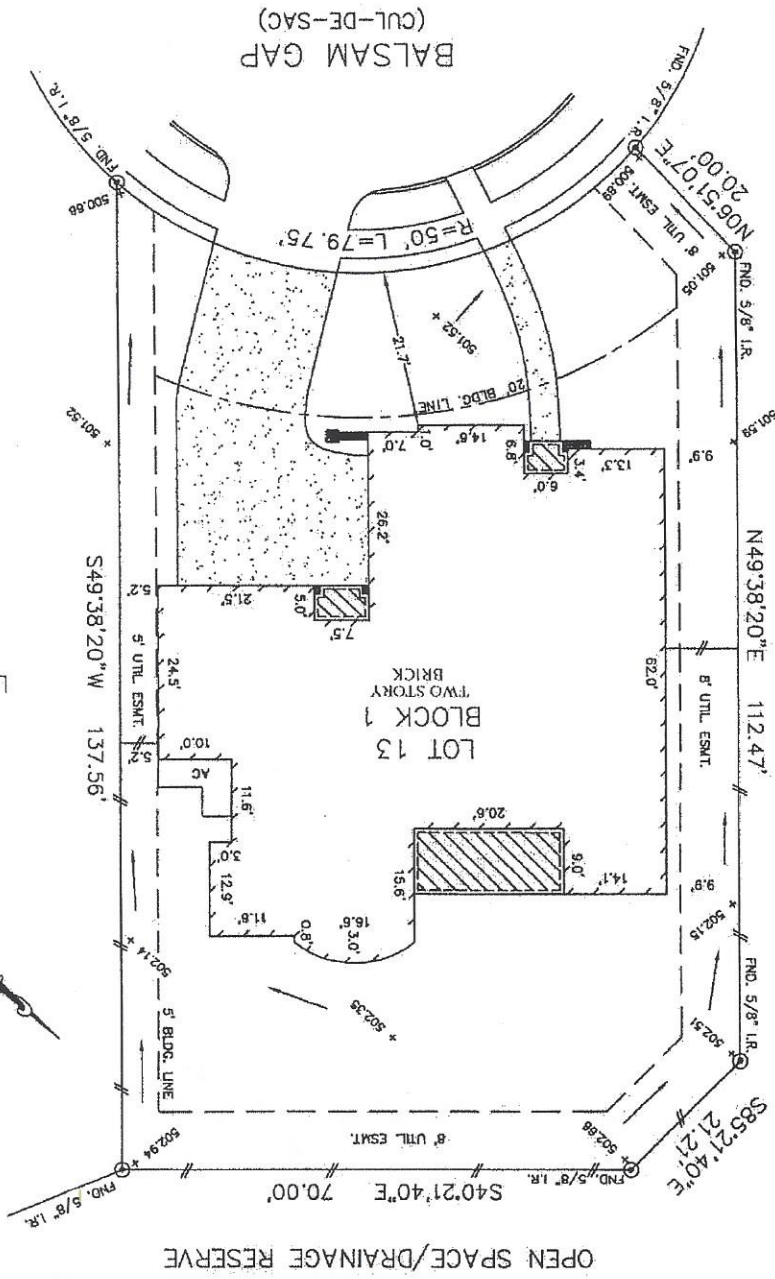 BALSAM GAP
(CUL-DE-SAC)
FND. 5/8" I.R.
500.88
FND. 5/8" I.R.
500.89
N06°51'07"E
20.00'
8' UTIL ESMT.
501.05
FND. 5/8" I.R.
R=50' L=79.75'
21.7'
501.52
20' BLDG. LINE
501.52
501.59
9.9'
7.0'
1.0'
14.6'
6.8'
6.0'
3.4'
13.3'
26.2'
5.2'
21.5'
5.0'
7.5'
N49°38'20"E 112.47'
S49°38'20"W 137.56'
5' UTIL ESMT.
24.5'
62.0'
8' UTIL ESMT.
LOT 13
BLOCK 1
TWO STORY
BRICK
5.2'
10.0'
AC
11.6'
3.0'
12.9'
11.6'
0.8'
3.0'
16.6'
15.6'
20.6'
9.0'
14.1'
9.9'
502.15
502.14
502.35
5' BLDG. LINE
FND. 5/8" I.R.
502.51
S85°21'40"E
21.21'
502.94
8' UTIL ESMT.
502.68
FND. 5/8" I.R.
FND. 5/8" I.R.
S40°21'40"E 70.00'
OPEN SPACE/DRAINAGE RESERVE